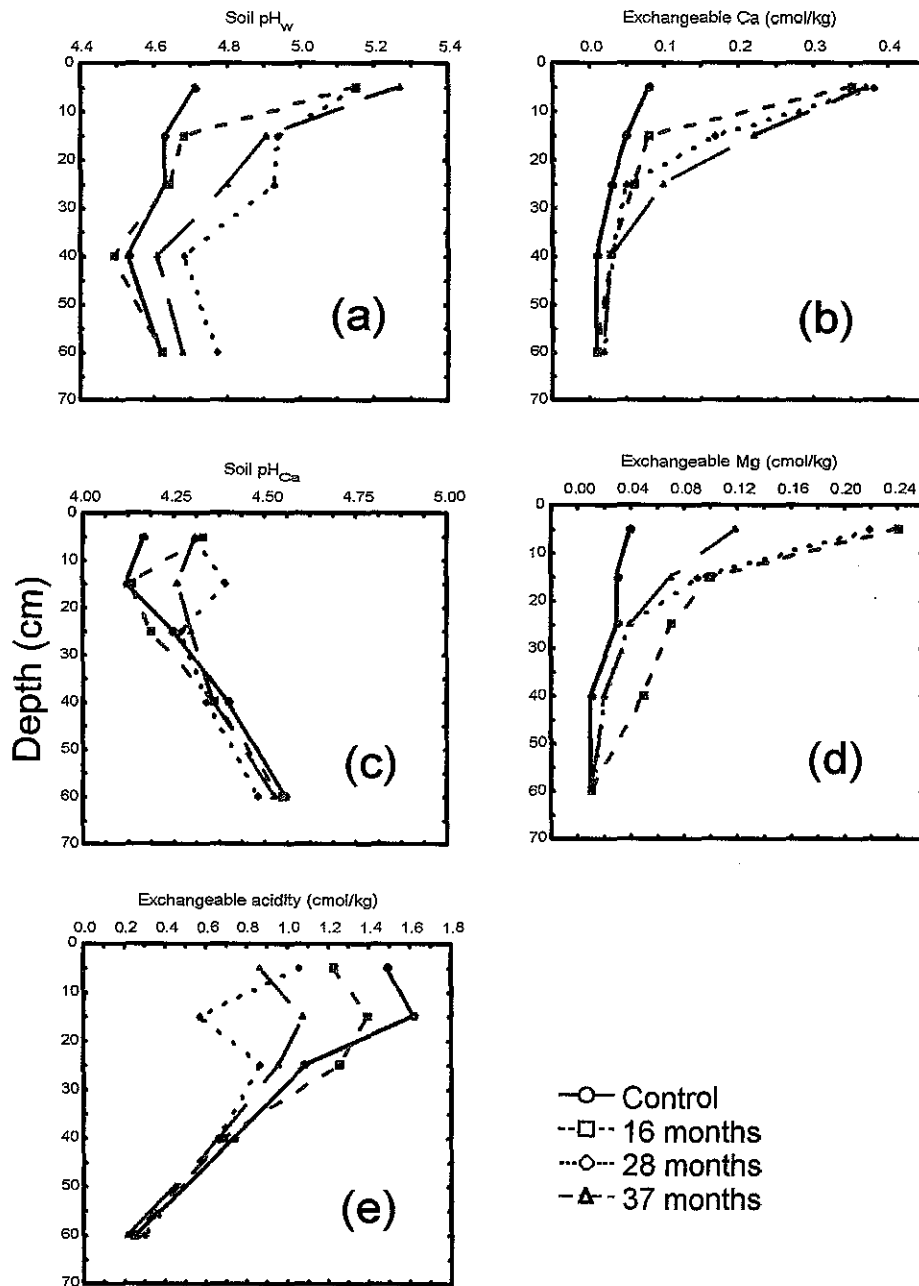 Soil pHw
4.4 4.6 4.8 5.0 5.2 5.4
0
10
20
30
40
50
60
70
(a)
Exchangeable Ca (cmol/kg)
0.0 0.1 0.2 0.3 0.4
0
10
20
30
40
50
60
70
(b)
Soil pHCa
4.00 4.25 4.50 4.75 5.00
0
10
20
30
40
50
60
70
(c)
Depth (cm)
Exchangeable Mg (cmol/kg)
0.00 0.04 0.08 0.12 0.16 0.20 0.24
0
10
20
30
40
50
60
70
(d)
Exchangeable acidity (cmol/kg)
0.0 0.2 0.4 0.6 0.8 1.0 1.2 1.4 1.6 1.8
0
10
20
30
40
50
60
70
(e)
Control
16 months
28 months
37 months